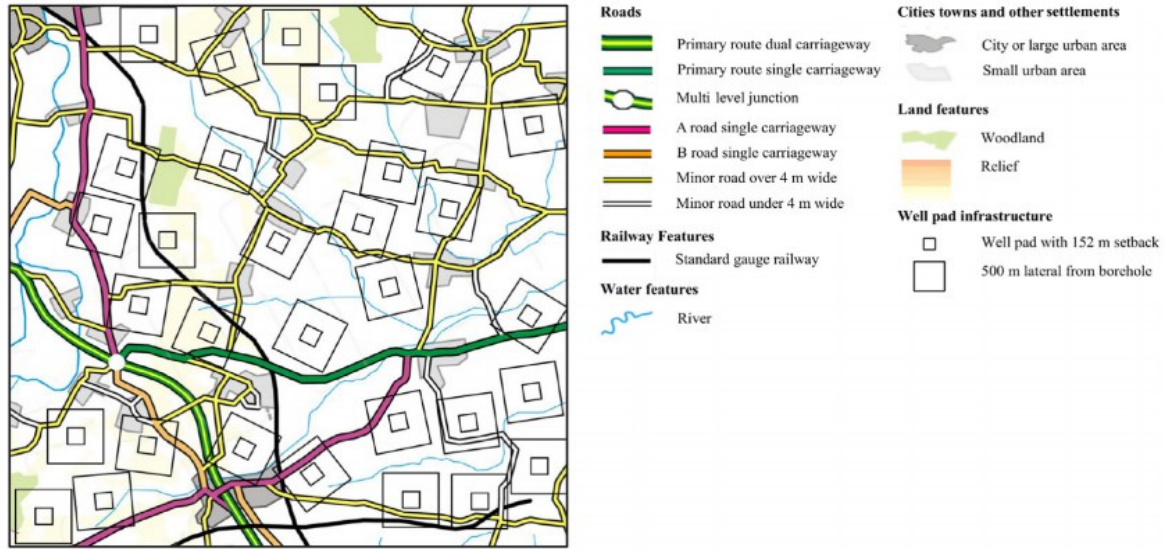 Roads
Primary route dual carriageway
Primary route single carriageway
Multi level junction
A road single carriageway
B road single carriageway
Minor road over 4 m wide
Minor road under 4 m wide
Railway Features
Standard gauge railway
Water features
River
Cities towns and other settlements
City or large urban area
Small urban area
Land features
Woodland
Relief
Well pad infrastructure
Well pad with 152 m setback
500 m lateral from borehole